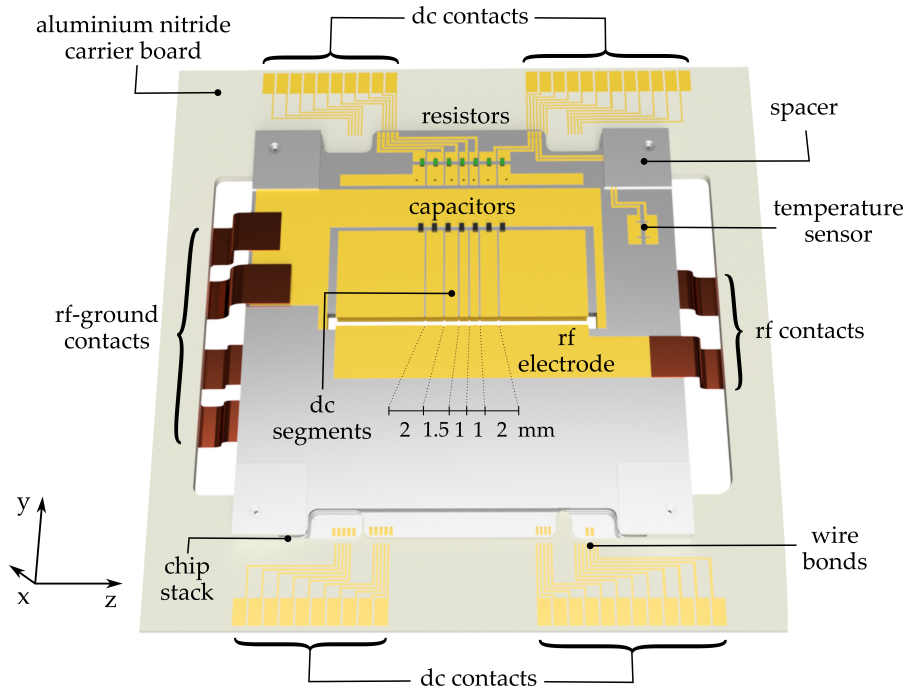 dc contacts
aluminium nitride
carrier board
resistors
spacer
capacitors
temperature
sensor
rf-ground
contacts
rf contacts
rf
electrode
dc
segments
2 1.5 1 1 2 mm
y
x
z
chip
stack
wire
bonds
dc contacts